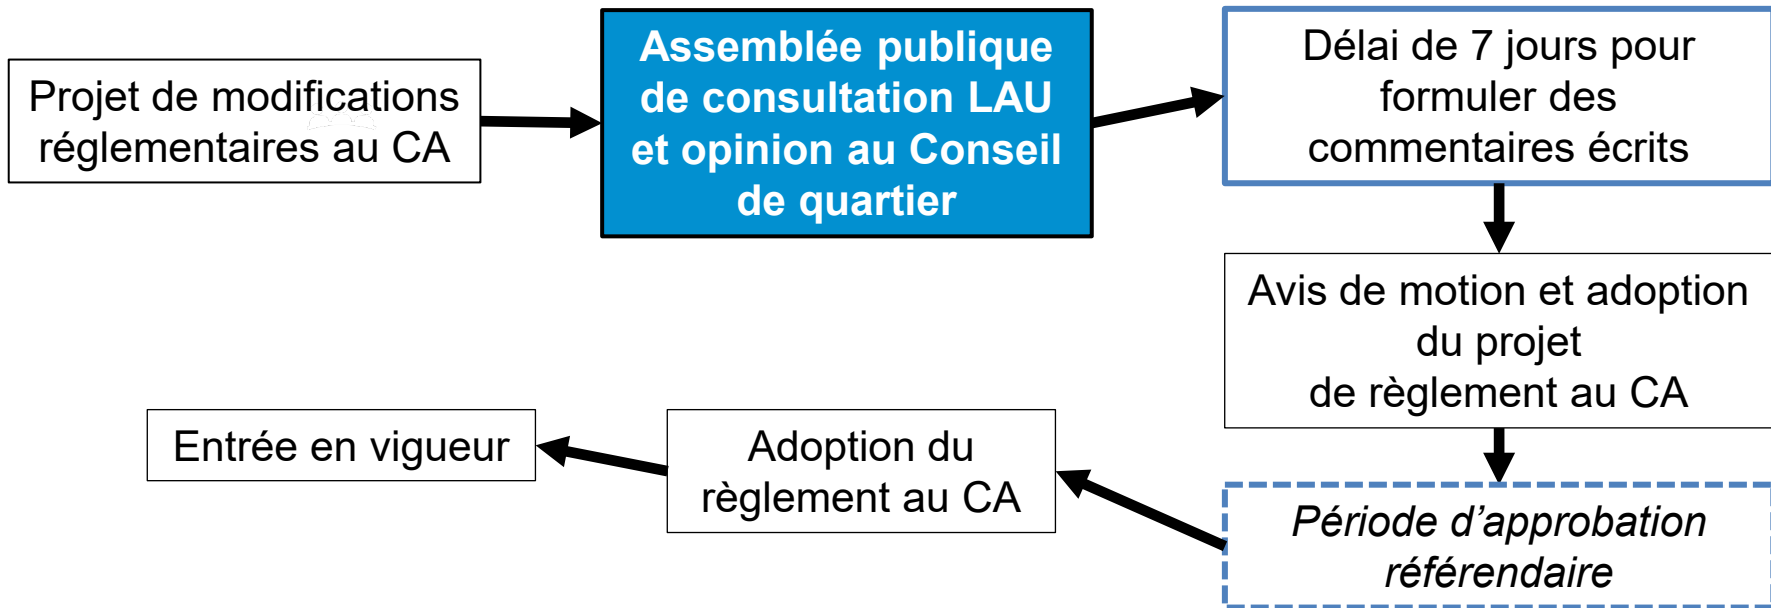 Projet de modifications
réglementaires au CA
Assemblée publique
de consultation LAU
et opinion au Conseil
de quartier
Délai de 7 jours pour
formuler des
commentaires écrits
Avis de motion et adoption
du projet
de règlement au CA
Période d’approbation
référendaire
Adoption du
règlement au CA
Entrée en vigueur